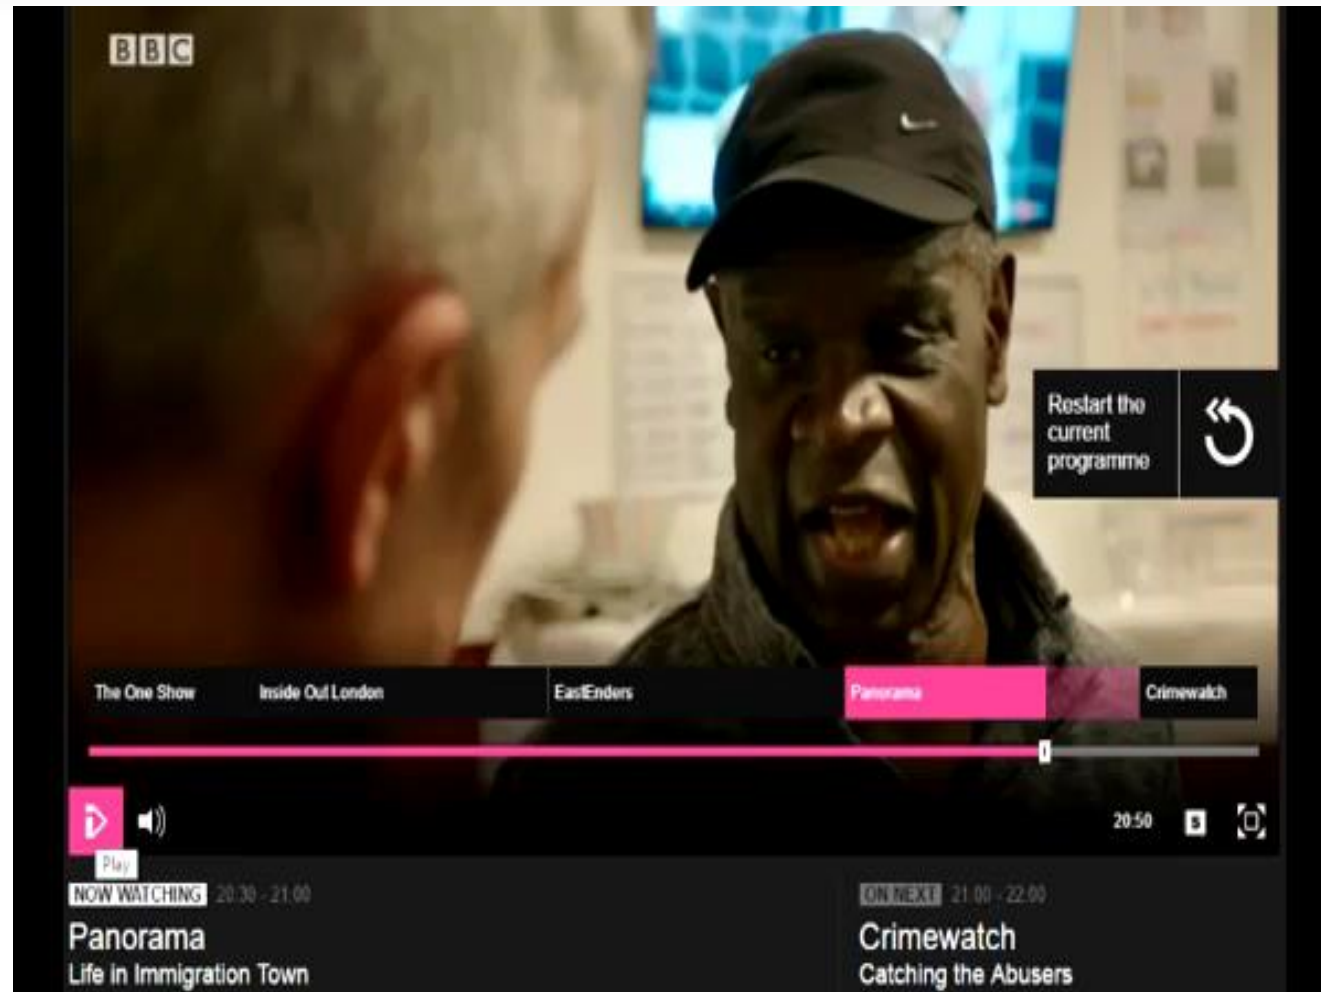 BBC
Restart the
current
programme
The One Show Inside Out London EastEnders Panorama Crimewatch
20:50 S
Play
NOW WATCHING 20:30 - 21:00 ON NEXT 21:00 - 22:00
Panorama Crimewatch
Life in Immigration Town Catching the Abusers